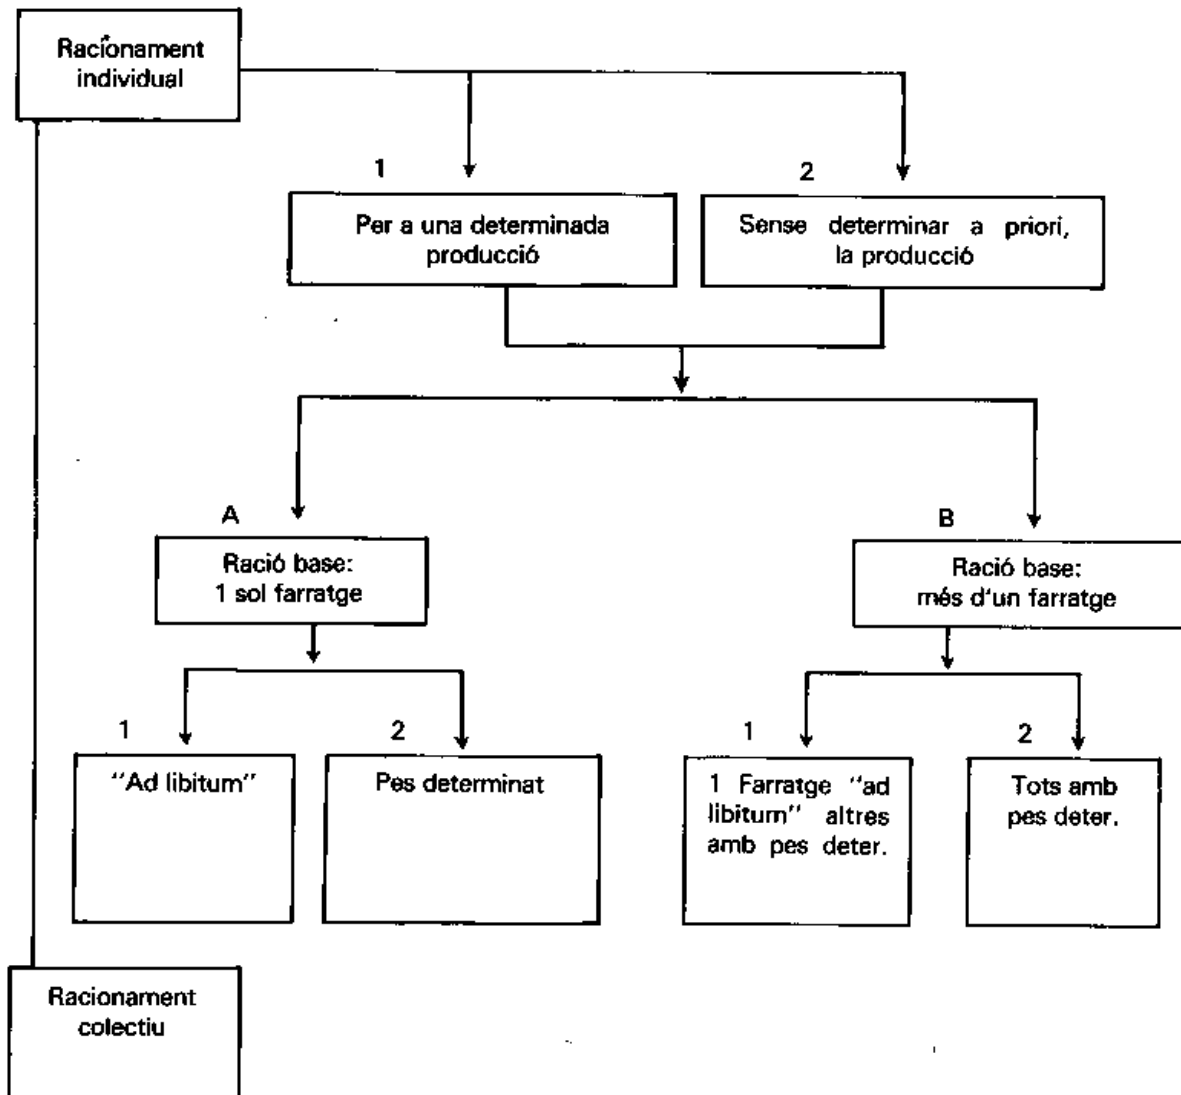 Racionament
individual
1
2
Per a una determinada
producció
Sense determinar a priori,
la producció
A
B
Ració base:
1 sol farratge
Ració base:
més d'un farratge
1
2
1
2
"Ad libitum"
Pes determinat
1 Farratge "ad
libitum" altres
amb pes deter.
Tots amb
pes deter.
Racionament
colectiu